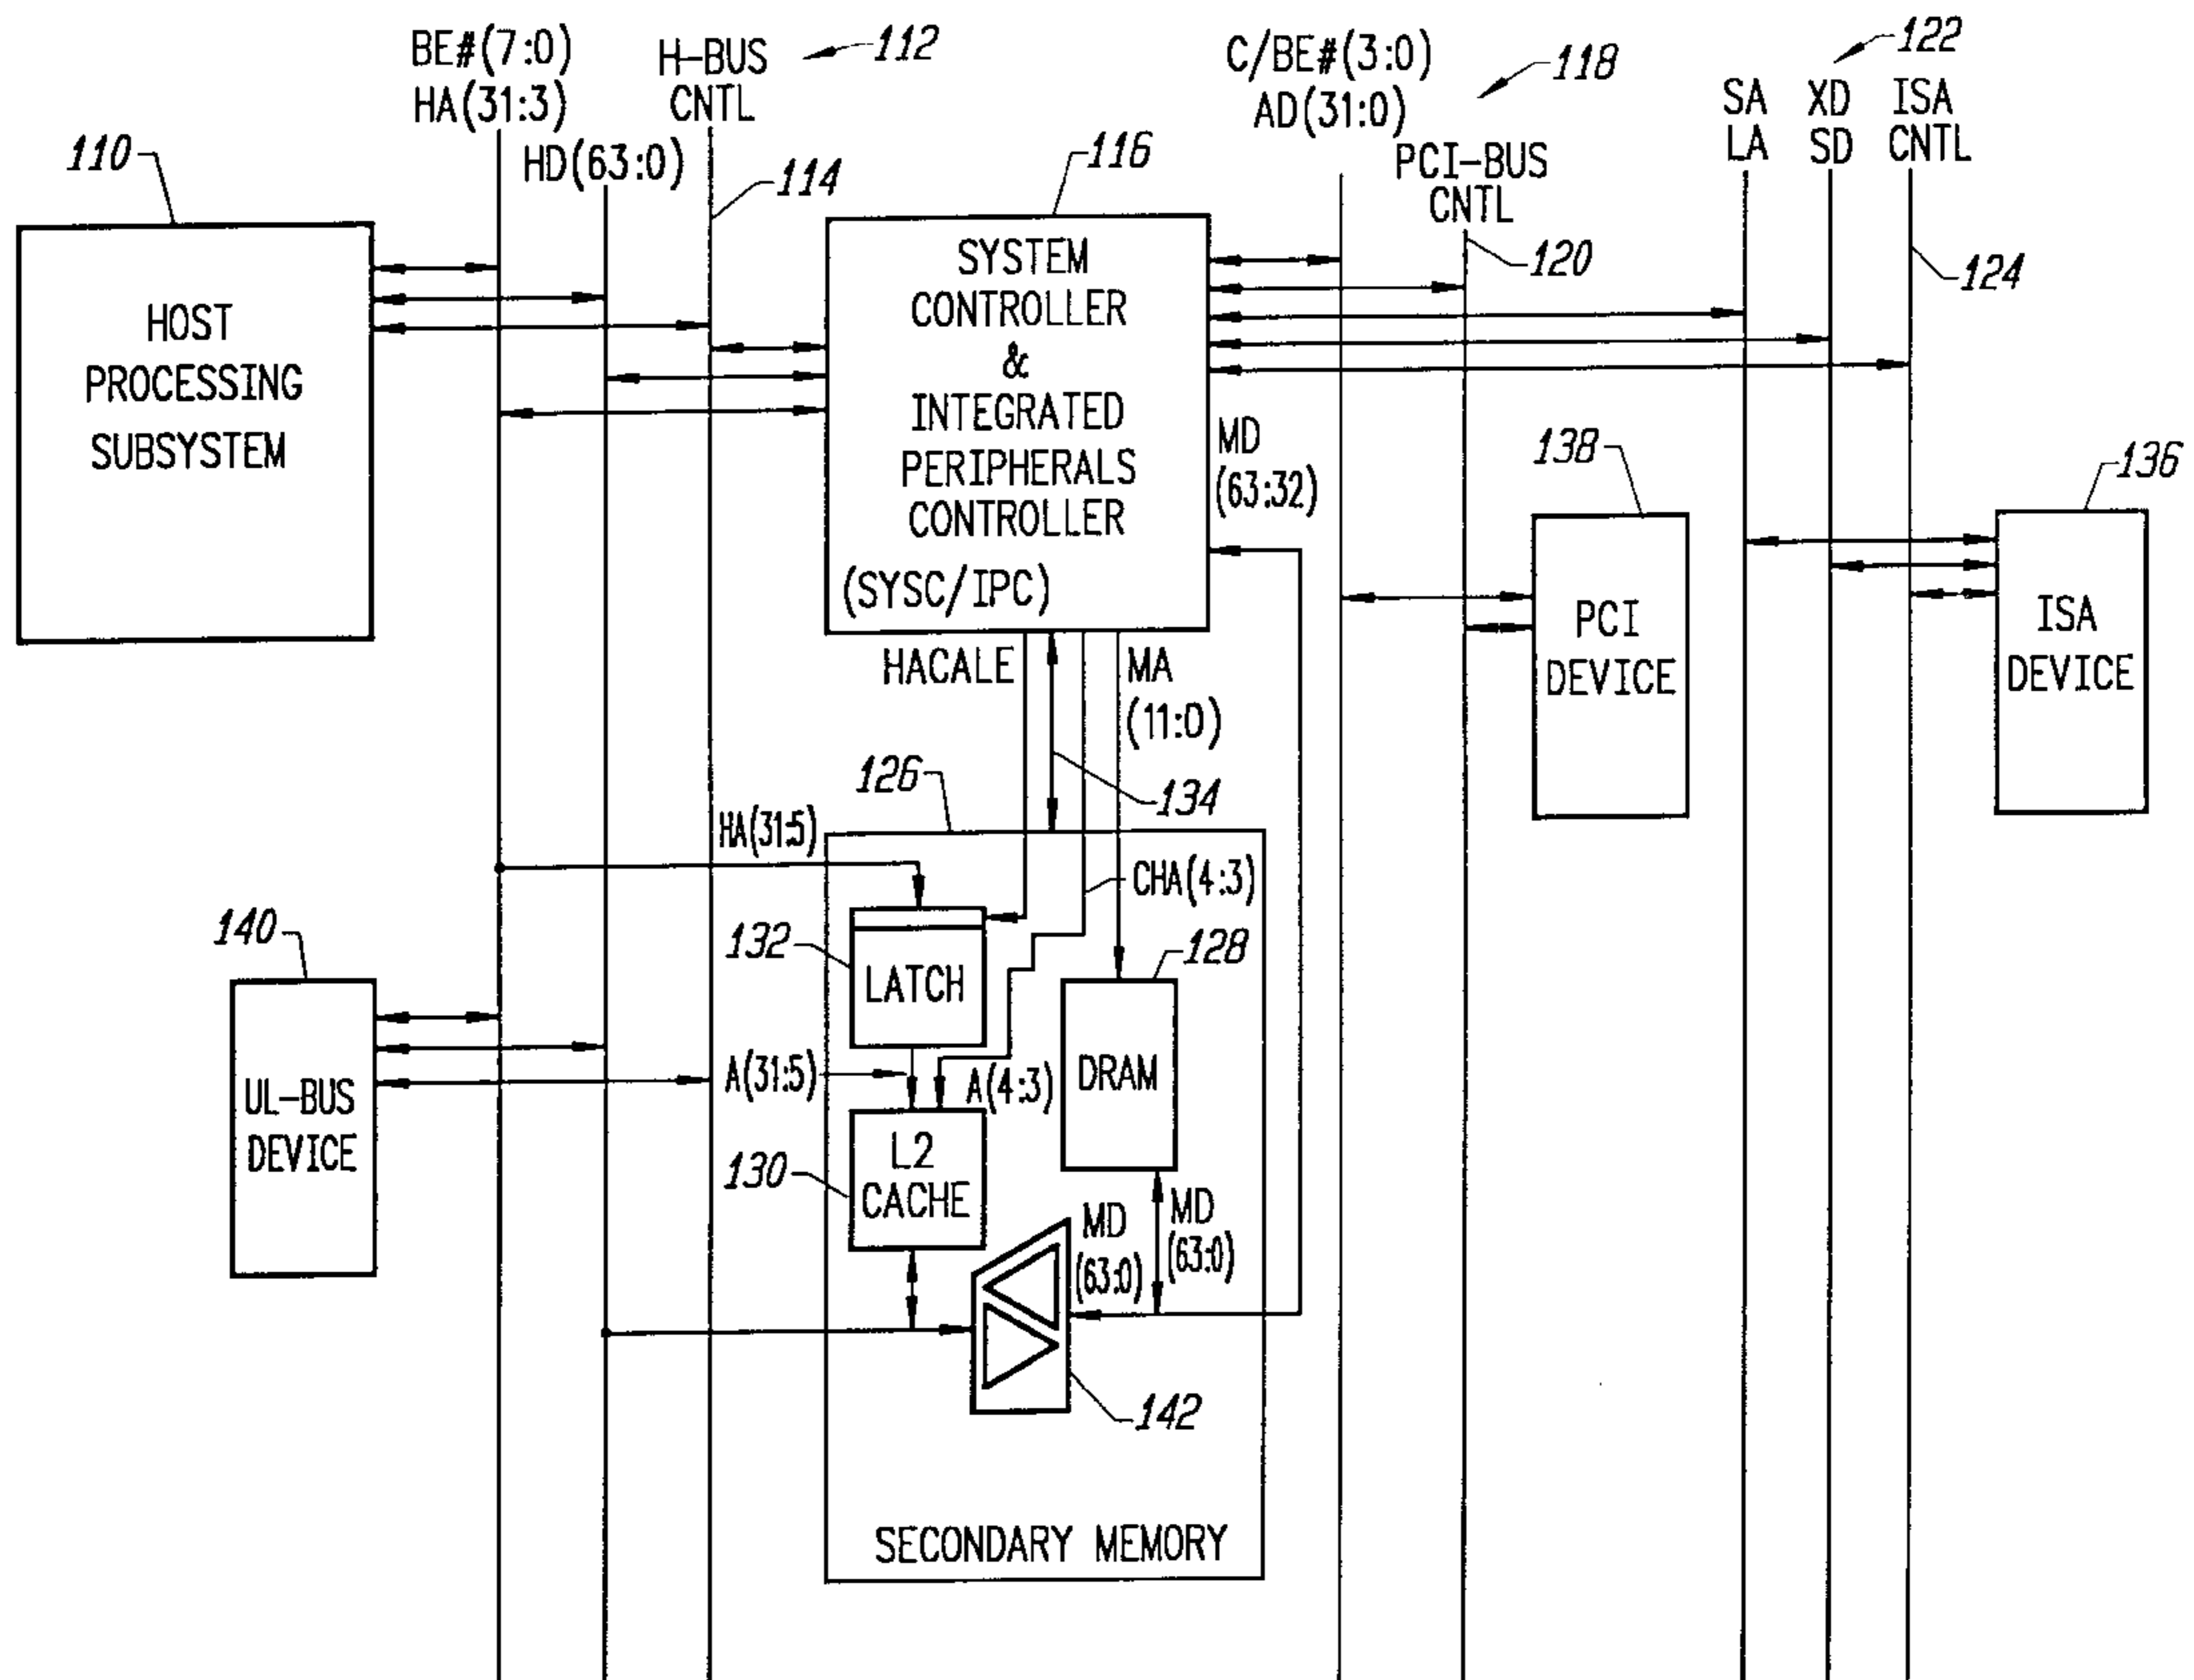 BE#(7:0)
HA(31:3)
HD(63:0)
H-BUS
CNTL
112
114
C/BE#(3:0)
AD(31:0)
118
PCI-BUS
CNTL
120
122
SA
LA
XD
SD
ISA
CNTL
124
110
HOST
PROCESSING
SUBSYSTEM
116
SYSTEM
CONTROLLER
&
INTEGRATED
PERIPHERALS
CONTROLLER
(SYSC/IPC)
MD
(63:32)
138
PCI
DEVICE
136
ISA
DEVICE
HACALE
MA
(11:0)
134
126
HA(31:5)
CHA(4:3)
132
LATCH
128
DRAM
A(31:5)
A(4:3)
130
L2
CACHE
MD
(63:0)
MD
(63:0)
142
SECONDARY MEMORY
140
UL-BUS
DEVICE